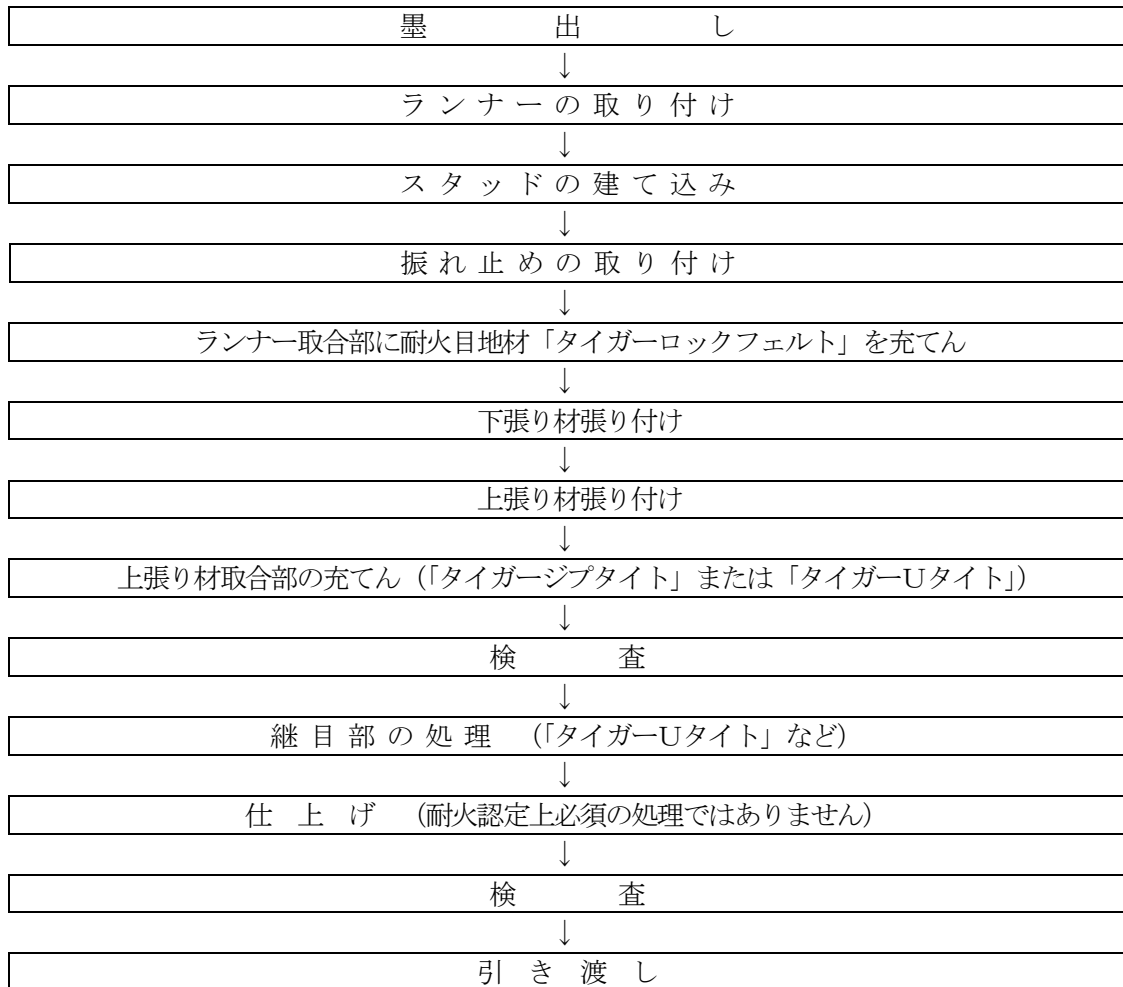 墨出し
↓
ランナーの取り付け
↓
スタッドの建て込み
↓
振れ止めの取り付け
↓
ランナー取合部に耐火目地材「タイガーロックフェルト」を充てん
↓
下張り材張り付け
↓
上張り材張り付け
↓
上張り材取合部の充てん（「タイガージプタイト」または「タイガーUタイト」）
↓
検査
↓
継目部の処理 （「タイガーUタイト」など）
↓
仕上げ （耐火認定上必須の処理ではありません）
↓
検査
↓
引き渡し